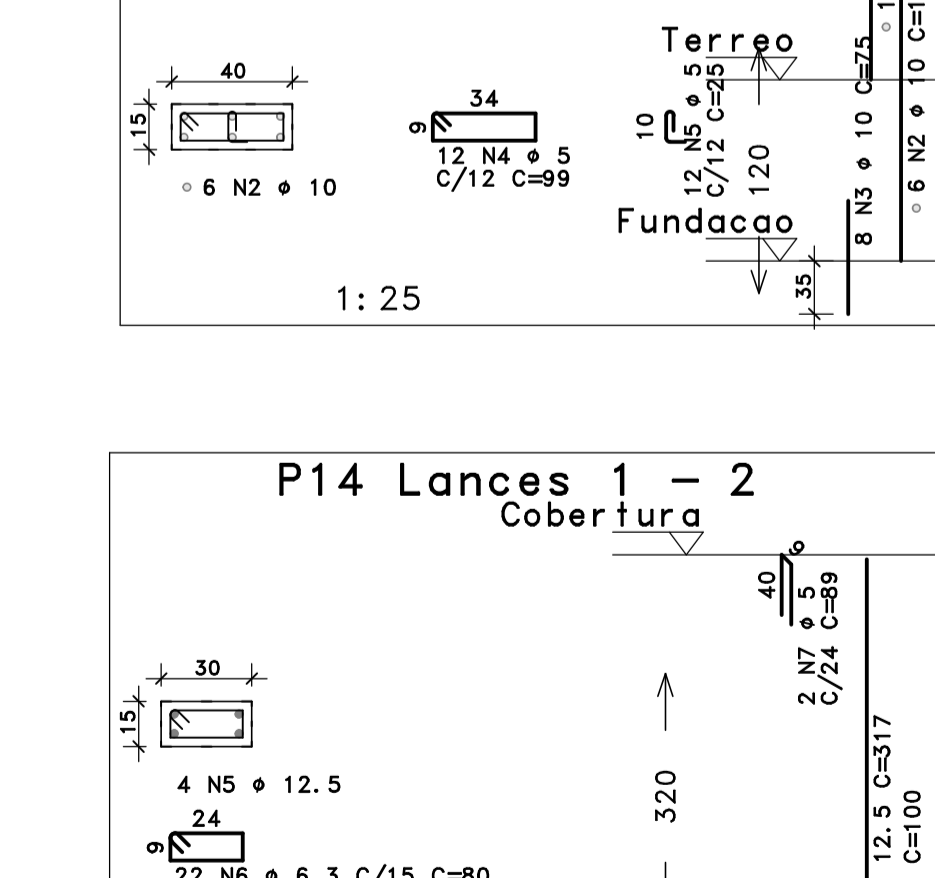 Terreo
40
15
6 N2 ø 10
34
9
12 N4 ø 5
C/12 C=99
10
12 N5 ø 5
C/12 C=25
120
8 N3 ø 10 C=75
6 N2 ø 10 C=1
1
Fundacao
35
1:25
P14 Lances 1 - 2
Cobertura
40
9
2 N7 ø 5
C/24 C=89
30
15
4 N5 ø 12.5
24
9
22 N6 ø 6.3 C/15 C=80
320
12.5 C=317
C=100